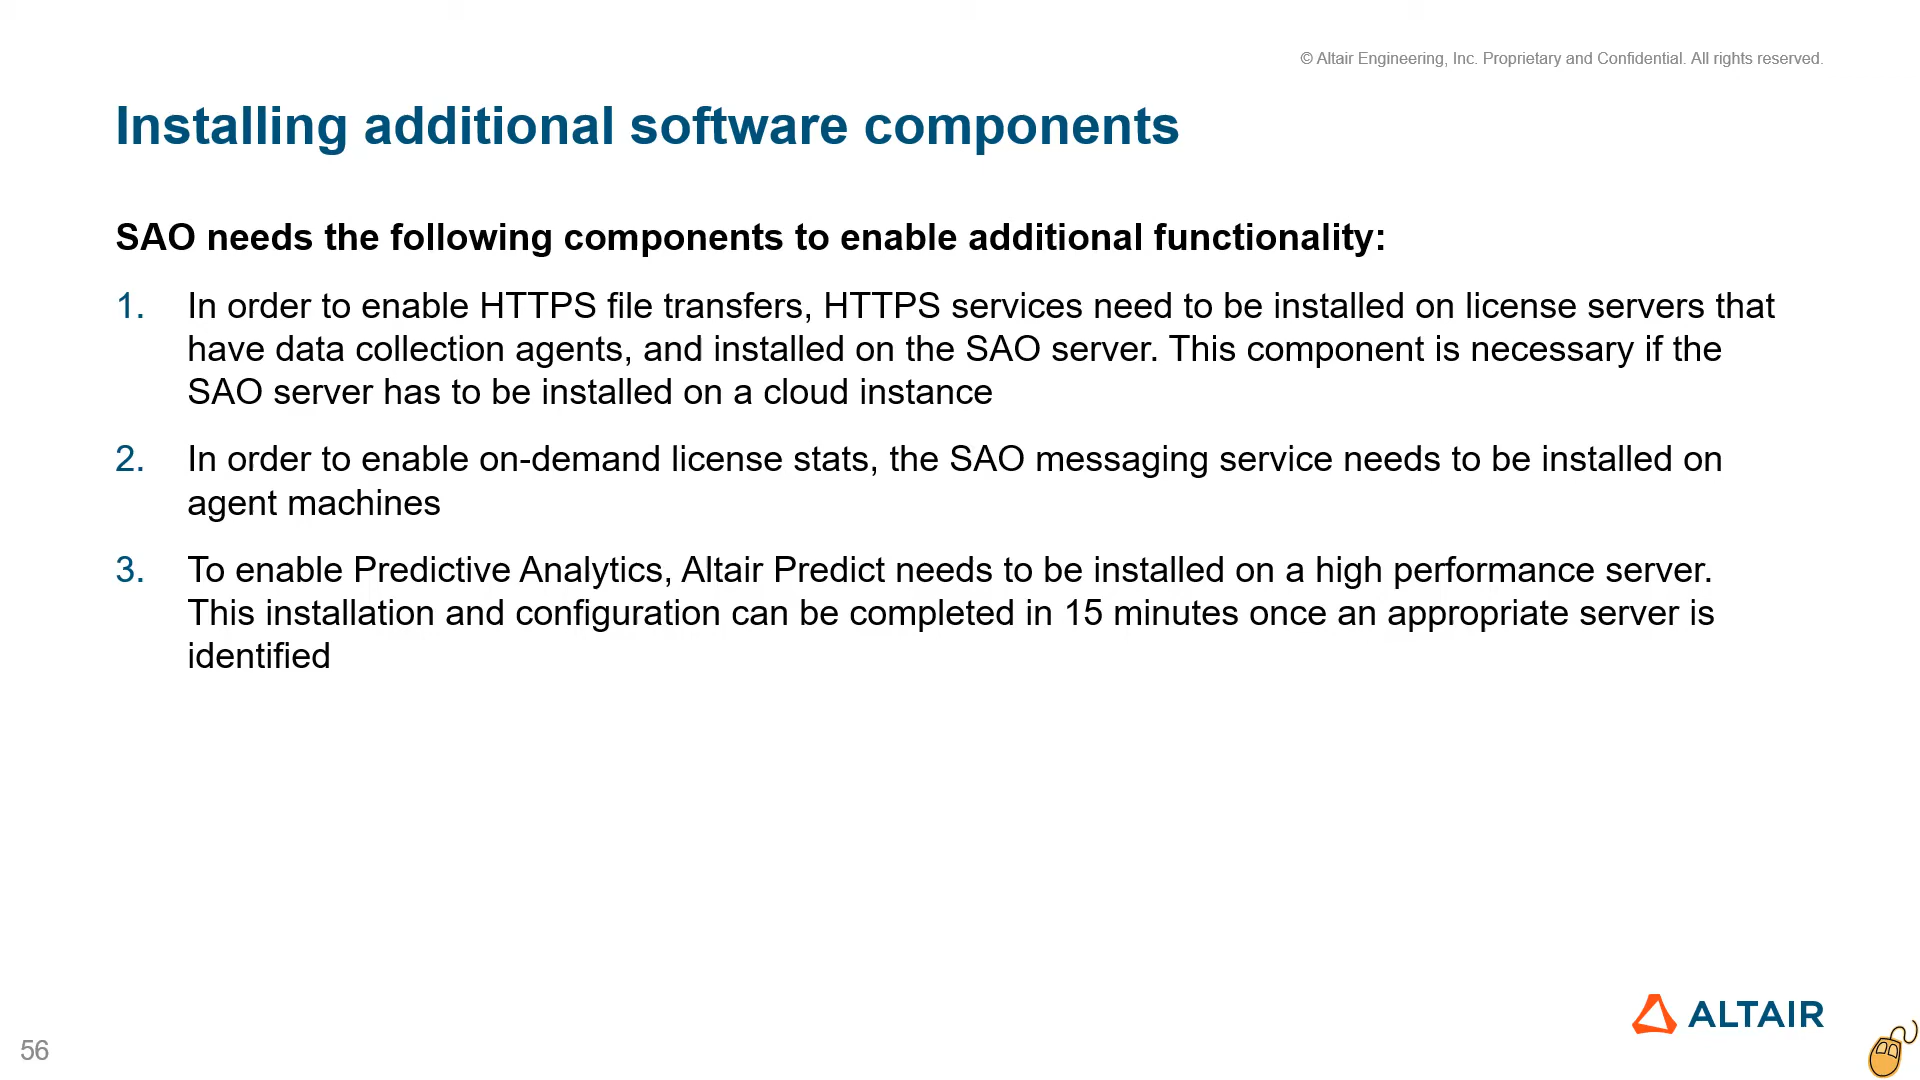 © Altair Engineering, Inc. Proprietary and Confidential. All rights reserved.
Installing additional software components
SAO needs the following components to enable additional functionality:
1. In order to enable HTTPS file transfers, HTTPS services need to be installed on license servers that
have data collection agents, and installed on the SAO server. This component is necessary if the
SAO server has to be installed on a cloud instance
2. In order to enable on-demand license stats, the SAO messaging service needs to be installed on
agent machines
3. To enable Predictive Analytics, Altair Predict needs to be installed on a high performance server.
This installation and configuration can be completed in 15 minutes once an appropriate server is
identified
ALTAIR
56